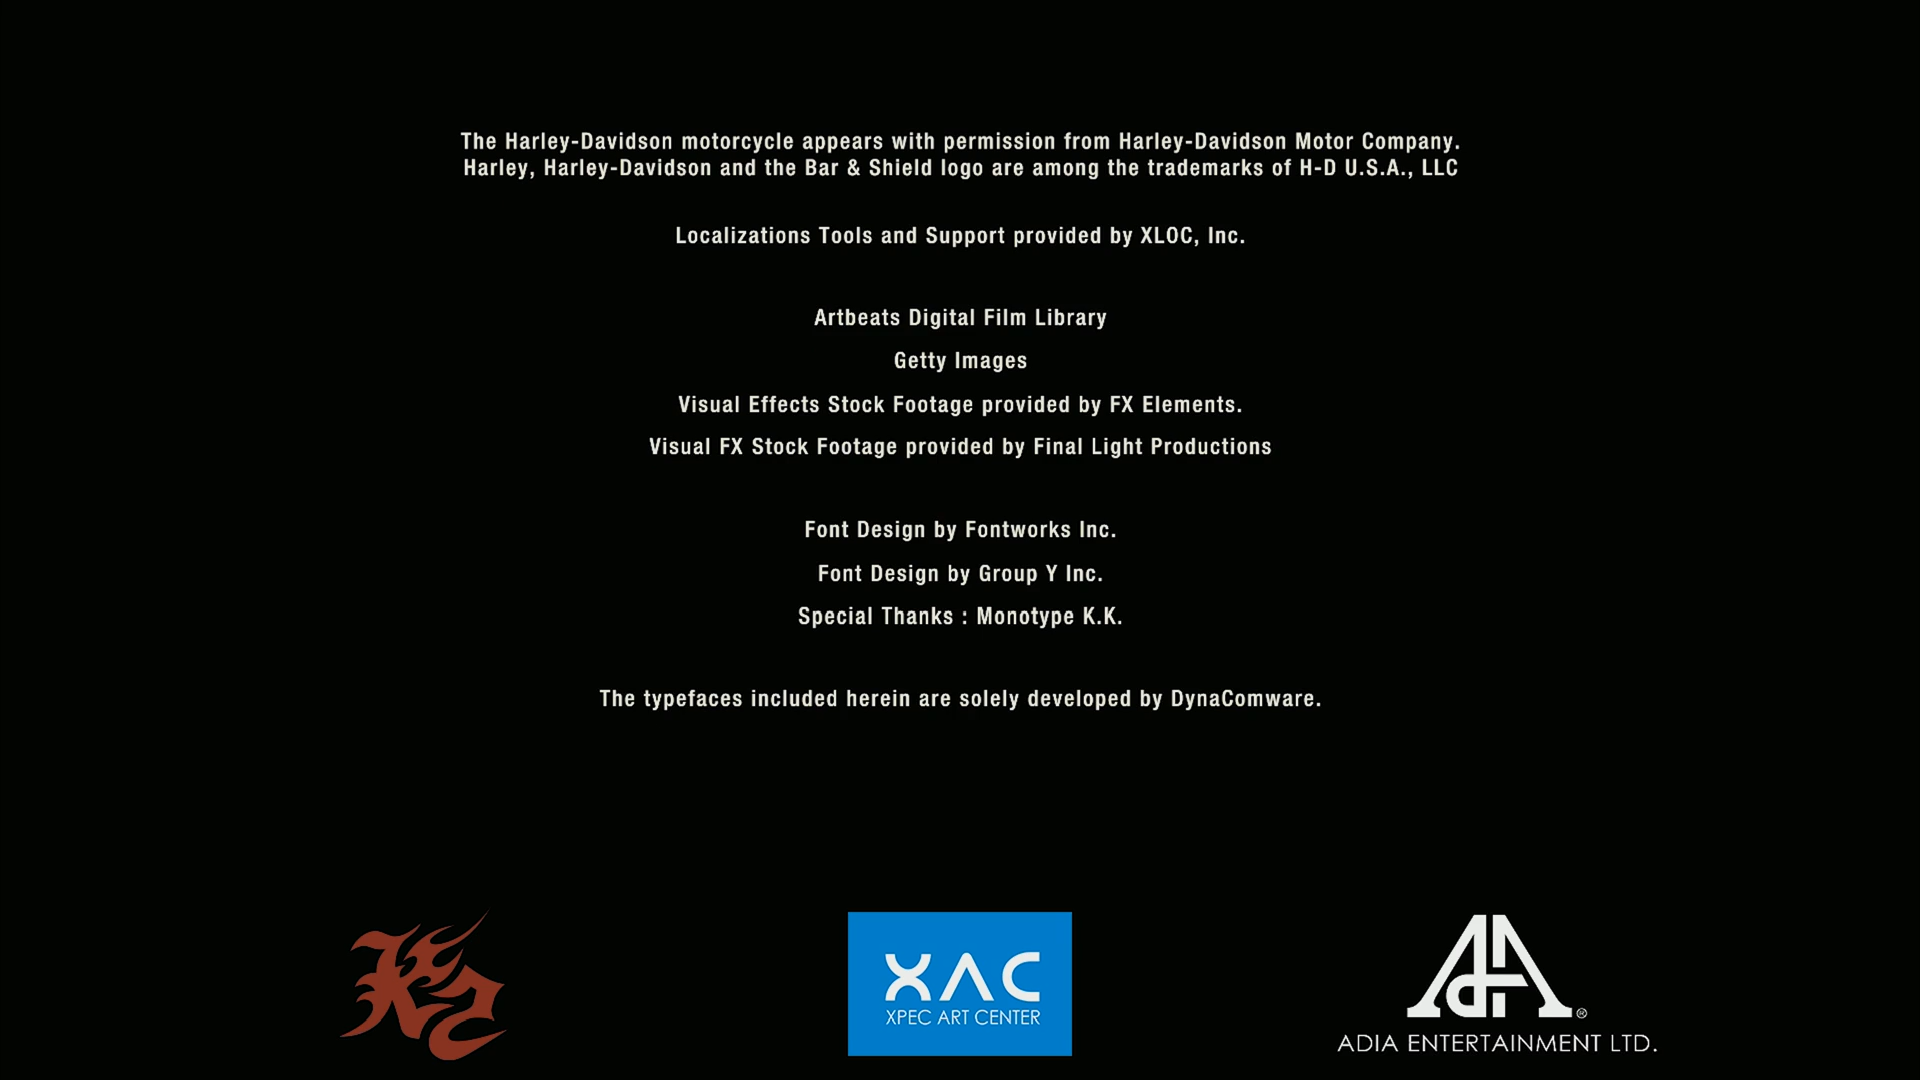 The Harley-Davidson motorcycle appears with permission from Harley-Davidson Motor Company.
Harley, Harley-Davidson and the Bar & Shield logo are among the trademarks of H-D U.S.A., LLC
Localizations Tools and Support provided by XLOC, Inc.
Artbeats Digital Film Library
Getty Images
Visual Effects Stock Footage provided by FX Elements.
Visual FX Stock Footage provided by Final Light Productions
Font Design by Fontworks Inc.
Font Design by Group Y Inc.
Special Thanks : Monotype K.K.
The typefaces included herein are solely developed by DynaComware.
XAC
XPEC ART CENTER
®
ADIA ENTERTAINMENT LTD.